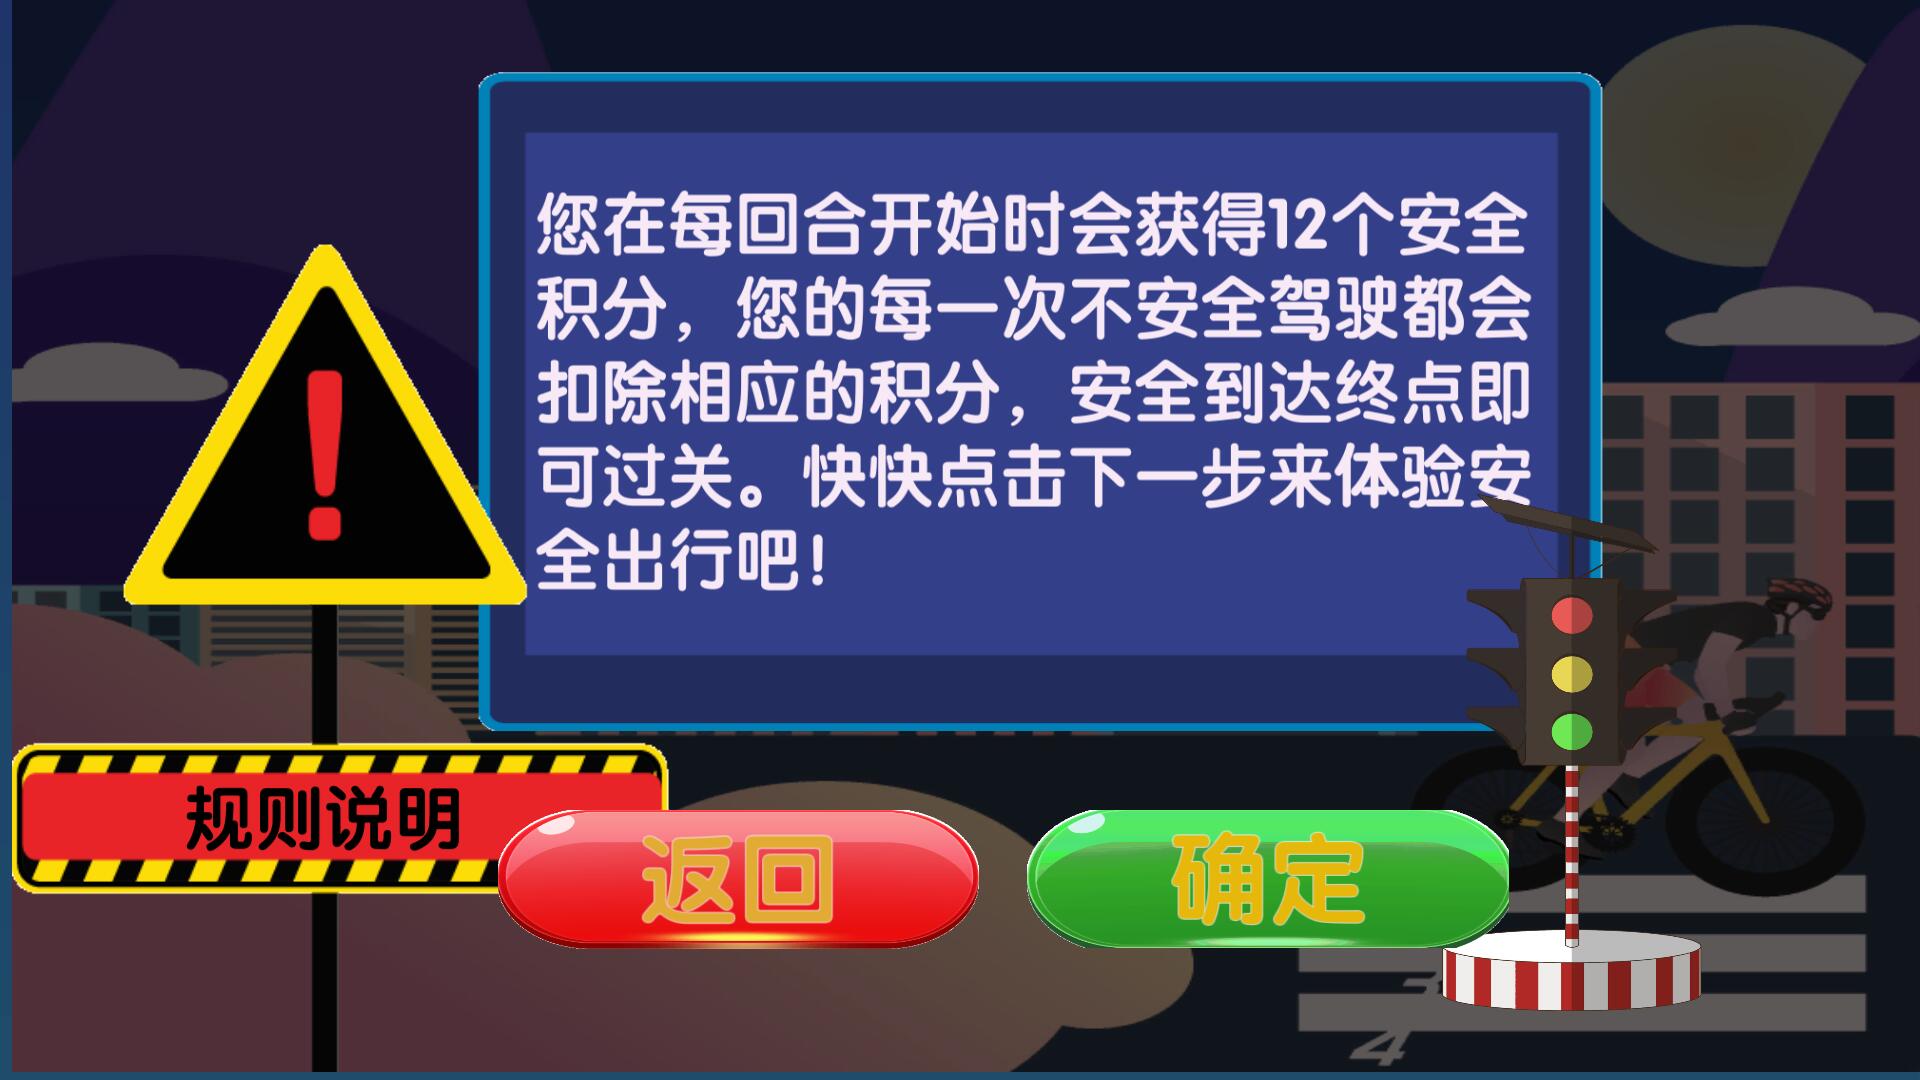 您在每回合开始时会获得12个安全
积分，您的每一次不安全驾驶都会
扣除相应的积分，安全到达终点即
可过关。快快点击下一步来体验安
全出行吧！
规则说明
返回
确定
3
4